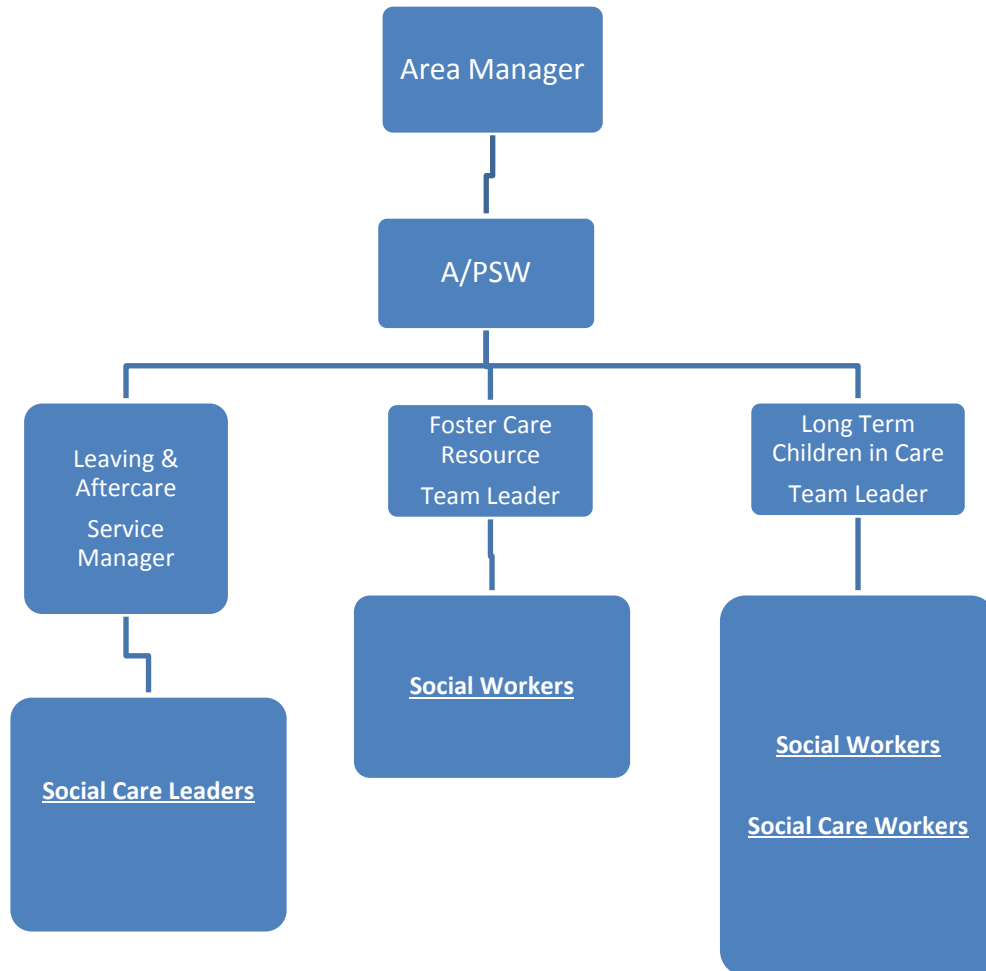 Area Manager
A/PSW
Leaving &
Aftercare
Service
Manager
Foster Care
Resource
Team Leader
Long Term
Children in Care
Team Leader
Social Care Leaders
Social Workers
Social Workers
Social Care Workers